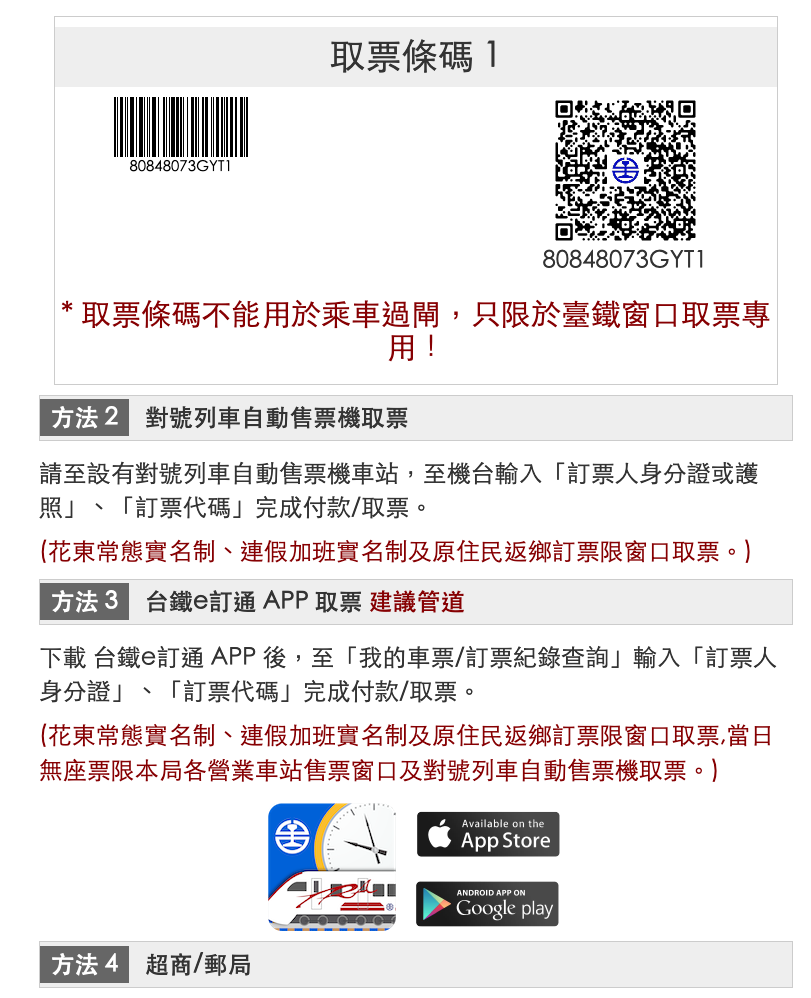 取票條碼 1
80848073GYT1
80848073GYT1
* 取票條碼不能用於乘車過閘，只限於臺鐵窗口取票專
用！
方法 2 對號列車自動售票機取票
請至設有對號列車自動售票機車站，至機台輸入「訂票人身分證或護
照」、「訂票代碼」完成付款/取票。
(花東常態實名制、連假加班實名制及原住民返鄉訂票限窗口取票。)
方法 3 台鐵e訂通 APP 取票 建議管道
下載 台鐵e訂通 APP 後，至「我的車票/訂票紀錄查詢」輸入「訂票人
身分證」、「訂票代碼」完成付款/取票。
(花東常態實名制、連假加班實名制及原住民返鄉訂票限窗口取票,當日
無座票限本局各營業車站售票窗口及對號列車自動售票機取票。)
Available on the
App Store
ANDROID APP ON
Google play
方法 4 超商/郵局